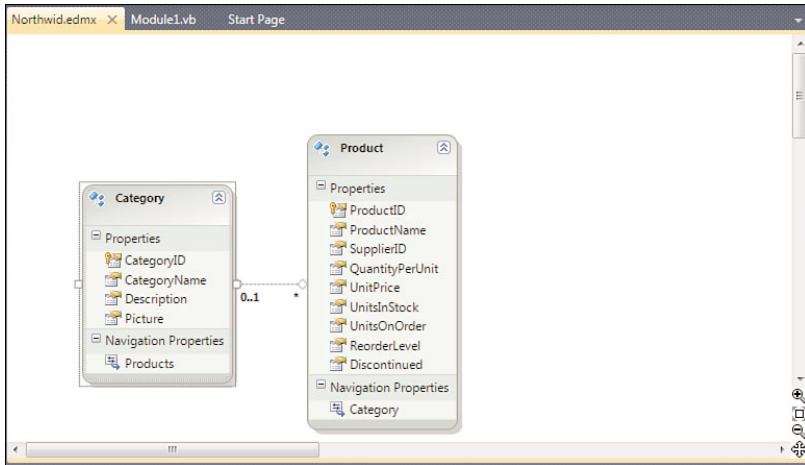 Northwid.edmx Module1.vb Start Page
Category
Properties
CategoryID
CategoryName
Description
Picture
Navigation Properties
Products
0..1 *
Product
Properties
ProductID
ProductName
SupplierID
QuantityPerUnit
UnitPrice
UnitsInStock
UnitsOnOrder
ReorderLevel
Discontinued
Navigation Properties
Category